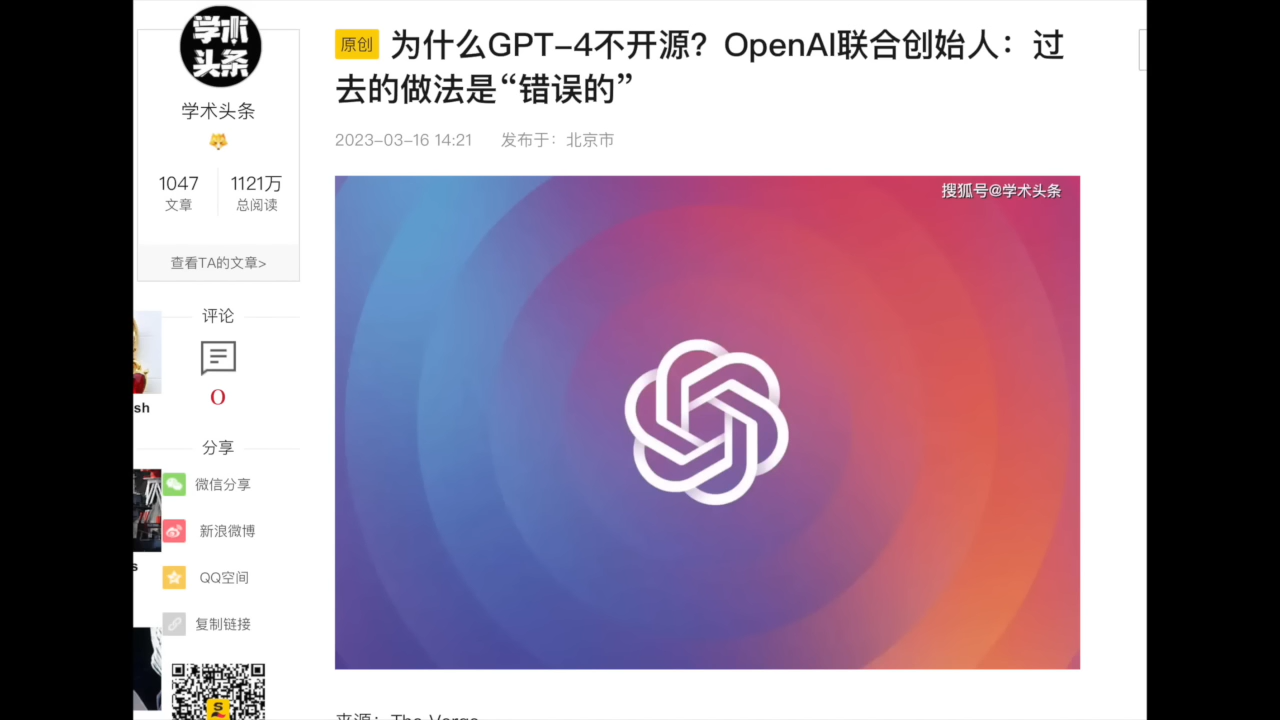 学术头条
学术头条
1047
1121万
文章
总阅读
查看TA的文章>
评论
0
sh
分享
微信分享
s
新浪微博
QQ空间
复制链接
S
原创 为什么GPT-4不开源？OpenAI联合创始人：过
去的做法是“错误的”
2023-03-16 14:21 发布于：北京市
搜狐号@学术头条
来源：The Verge